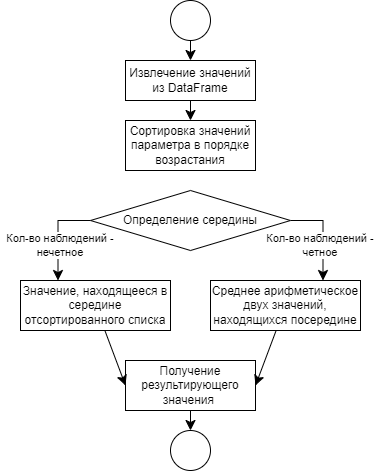 Извлечение значений
из DataFrame
Сортировка значений
параметра в порядке
возрастания
Определение середины
Кол-во наблюдений -
нечетное
Кол-во наблюдений -
четное
Значение, находящееся в
середине
отсортированного списка
Среднее арифметическое
двух значений,
находящихся посередине
Получение
результирующего
значения